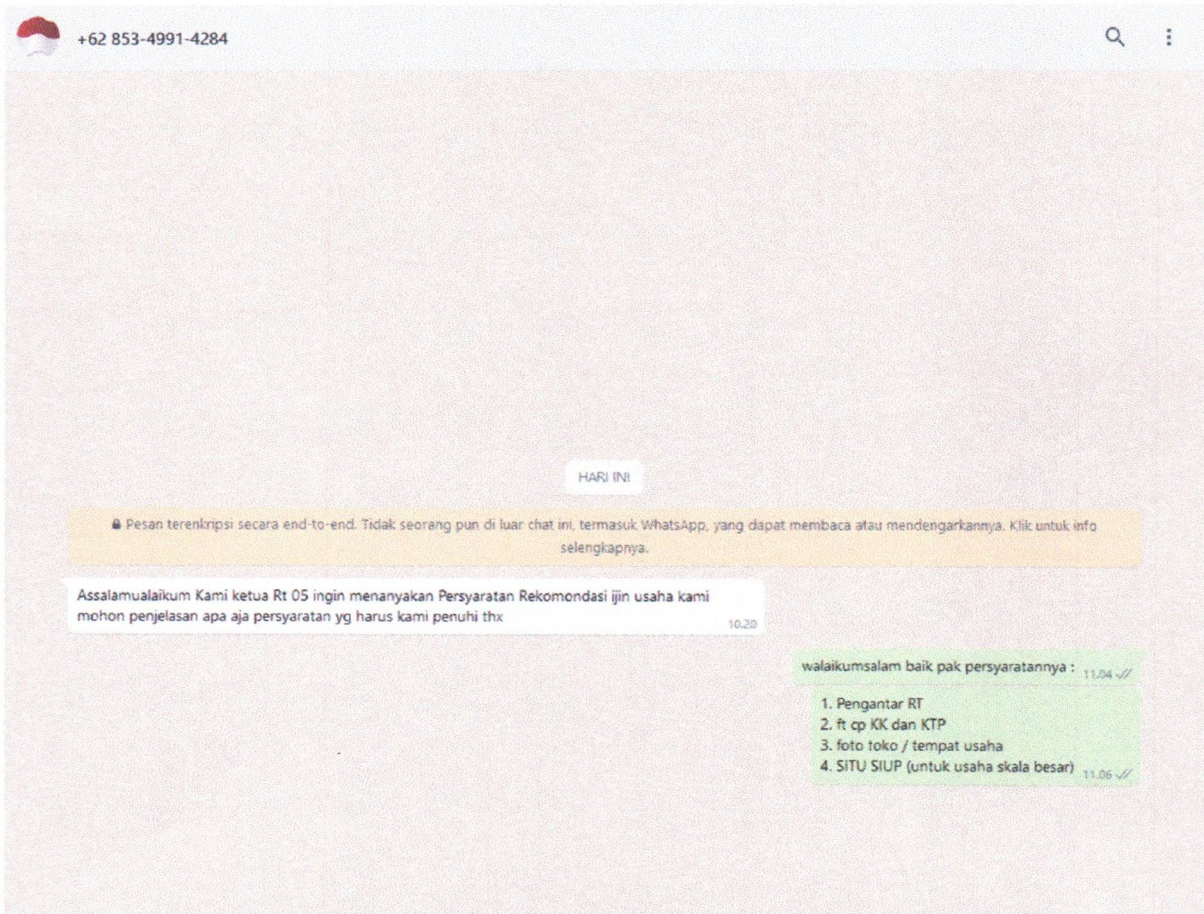 +62 853-4991-4284
HARI INI
Pesan terenkripsi secara end-to-end. Tidak seorang pun di luar chat ini, termasuk WhatsApp, yang dapat membaca atau mendengarkannya. Klik untuk info
selengkapnya.
Assalamualaikum Kami ketua Rt 05 ingin menanyakan Persyaratan Rekomondasi ijin usaha kami
mohon penjelasan apa aja persyaratan yg harus kami penuhi thx
10.20
walaikumsalam baik pak persyaratannya :
11.04
1. Pengantar RT
2. ft cp KK dan KTP
3. foto toko / tempat usaha
4. SITU SIUP (untuk usaha skala besar)
11.06